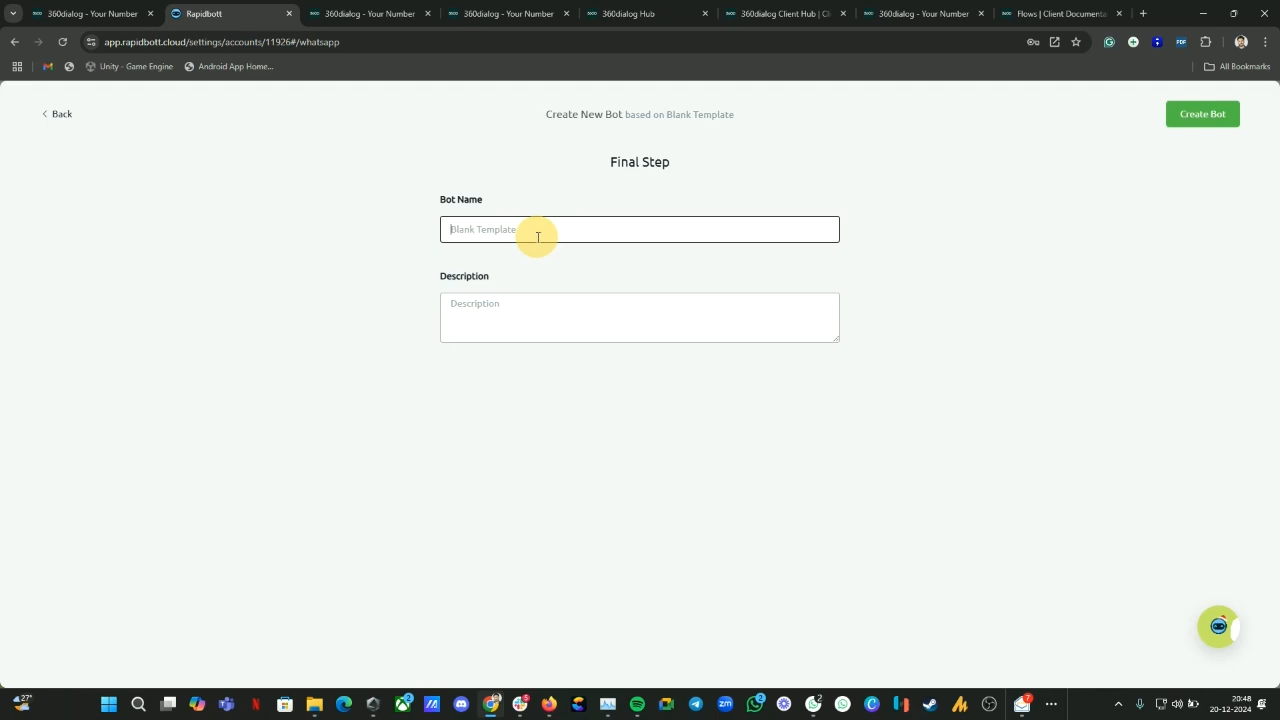 360dialog - Your Number
Rapidbott
360dialog - Your Number
360dialog - Your Number
360dialog Hub
360dialog Client Hub | Cl
360dialog - Your Number
Flows | Client Documenta
app.rapidbott.cloud/settings/accounts/11926#/whatsapp
Unity - Game Engine
Android App Home...
All Bookmarks
Back
Create New Bot based on Blank Template
Create Bot
Final Step
Bot Name
Blank Template
Description
Description
27°
20:48
20-12-2024